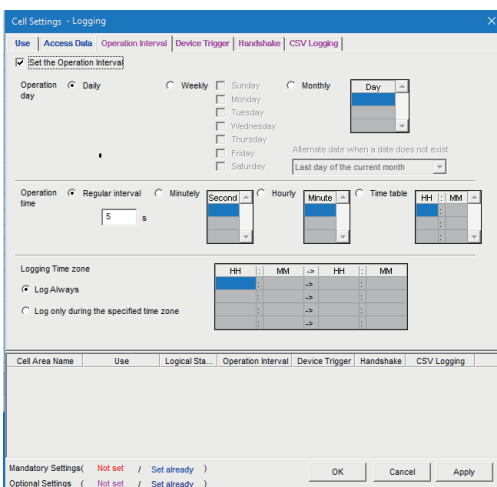 Cell Settings - Logging
Use Access Data Operation Interval Device Trigger Handshake CSV Logging
Set the Operation Interval
Operation day Daily Weekly Sunday Monthly Day
Monday
Tuesday
Wednesday
Thursday
Friday Alternate date when a date does not exist
Saturday Last day of the current month
Operation time Regular interval Minutely Second Hourly Minute Time table HH : MM
5 s
:
:
:
Logging Time zone HH : MM -> HH : MM
Log Always : -> :
: -> :
Log only during the specified time zone : -> :
: -> :
Cell Area Name Use Logical Sta... Operation Interval Device Trigger Handshake CSV Logging
Mandatory Settings( Not set / Set already ) OK Cancel Apply
Optional Settings ( Not set / Set already )